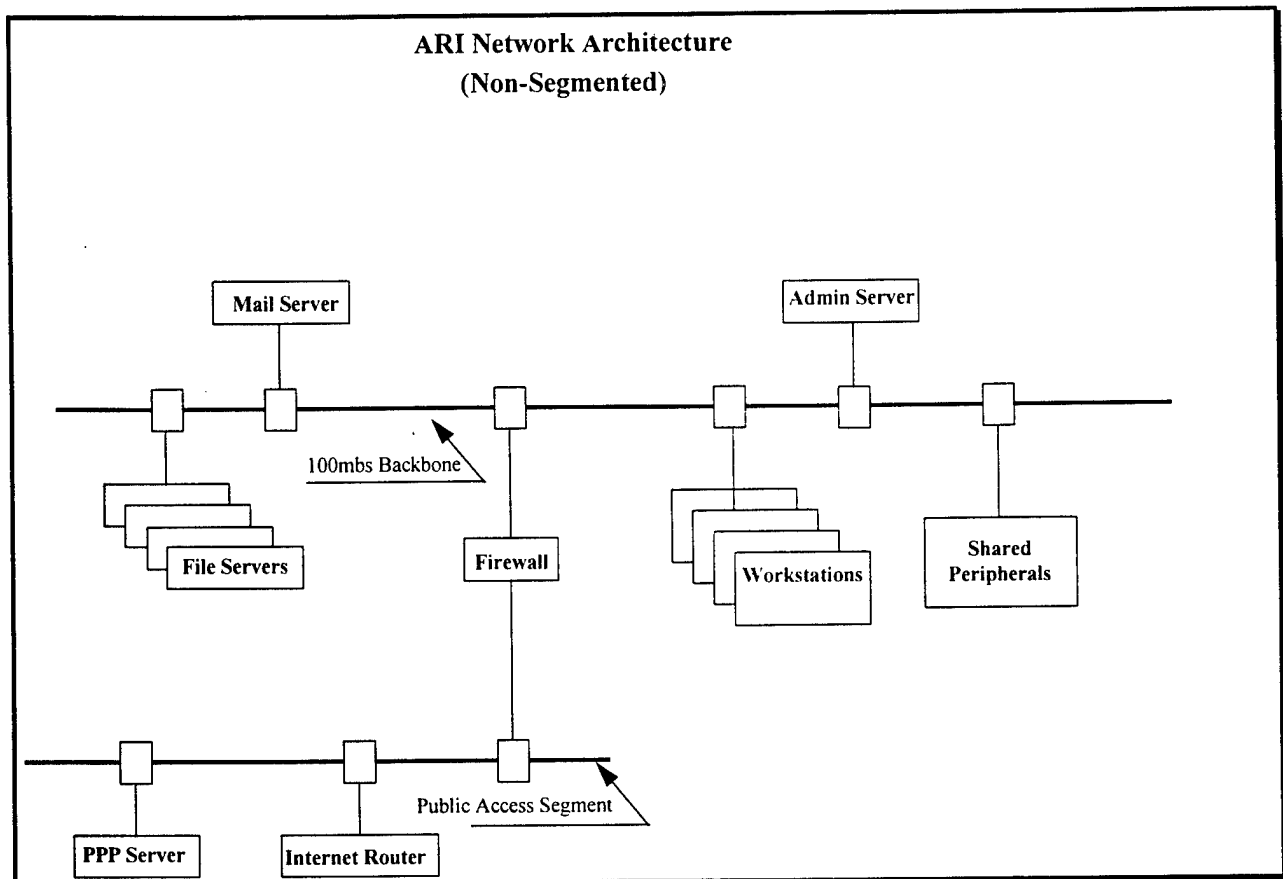 ARI Network Architecture
(Non-Segmented)
Mail Server
Admin Server
100mbs Backbone
File Servers
Firewall
Workstations
Shared
Peripherals
Public Access Segment
PPP Server
Internet Router